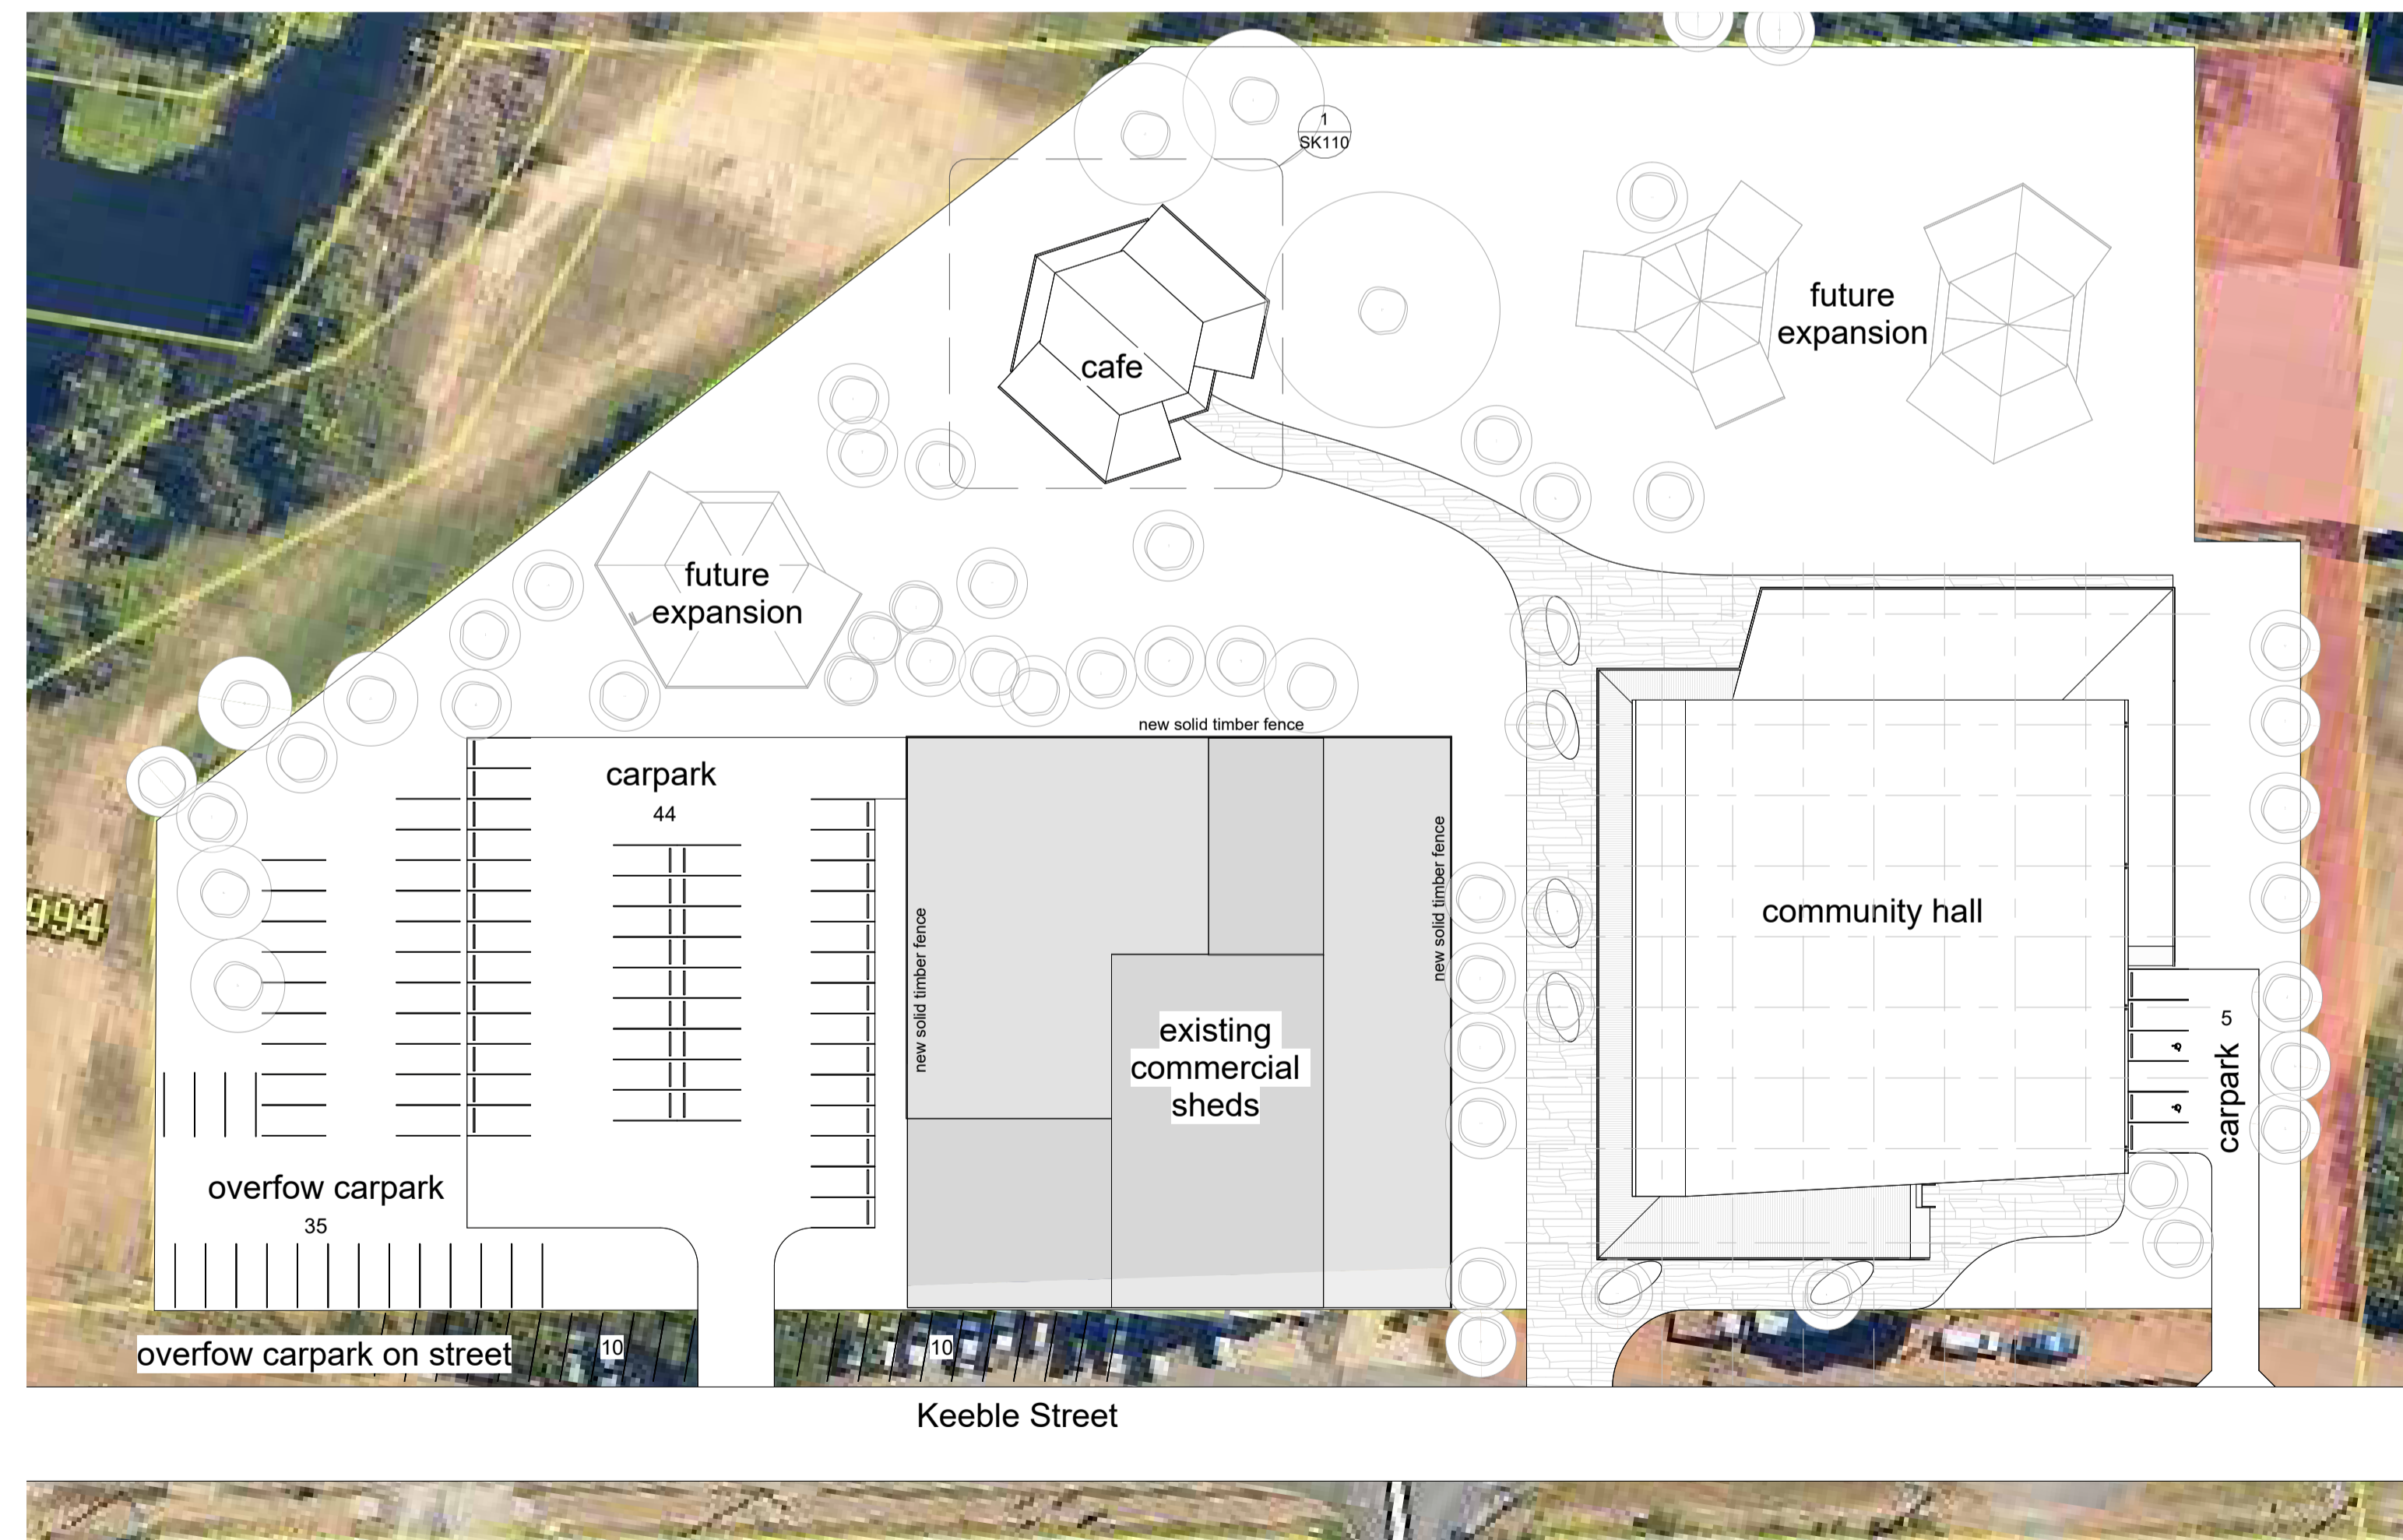 1
SK110
cafe
future
expansion
future
expansion
new solid timber fence
carpark
44
new solid timber fence
new solid timber fence
994
community hall
existing
commercial
sheds
5
carpark
overfow carpark
35
overfow carpark on street
10
10
Keeble Street